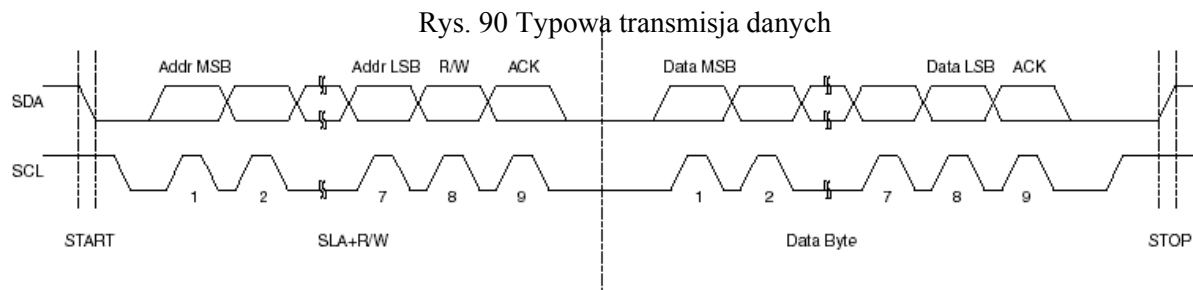 Rys. 90 Typowa transmisja danych
Addr MSB Addr LSB R/W ACK Data MSB Data LSB ACK
SDA
SCL
1 2 7 8 9 1 2 7 8 9
START SLA+R/W Data Byte STOP